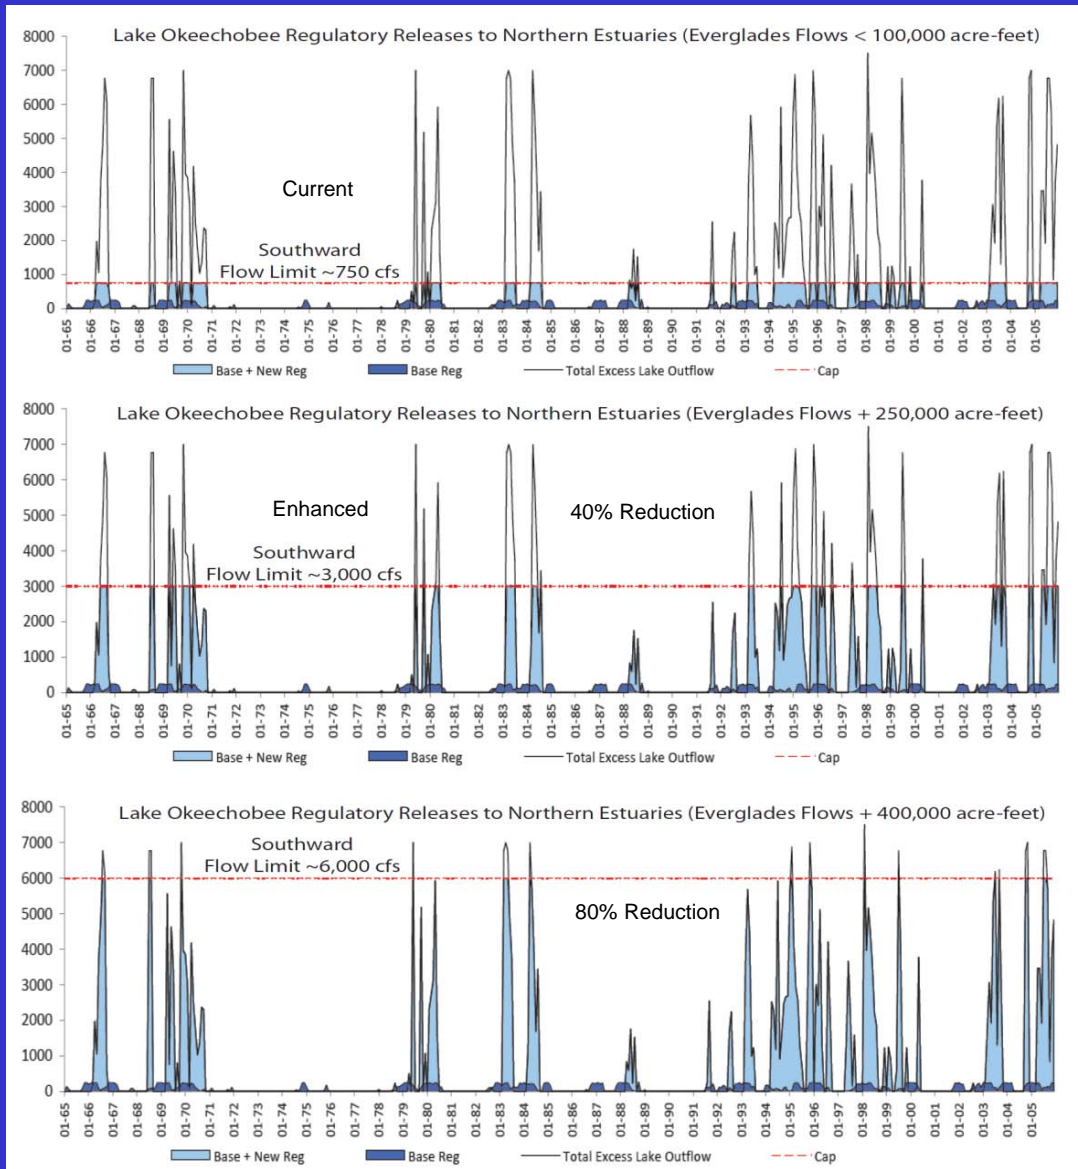 Lake Okeechobee Regulatory Releases to Northern Estuaries (Everglades Flows < 100,000 acre-feet)
8000
7000
6000
5000
4000
3000
2000
1000
0
Current
Southward
Flow Limit ~750 cfs
01-65 01-66 01-67 01-68 01-69 01-70 01-71 01-72 01-73 01-74 01-75 01-76 01-77 01-78 01-79 01-80 01-81 01-82 01-83 01-84 01-85 01-86 01-87 01-88 01-89 01-90 01-91 01-92 01-93 01-94 01-95 01-96 01-97 01-98 01-99 01-00 01-01 01-02 01-03 01-04 01-05
Base + New Reg Base Reg Total Excess Lake Outflow Cap
Lake Okeechobee Regulatory Releases to Northern Estuaries (Everglades Flows + 250,000 acre-feet)
8000
7000
6000
5000
4000
3000
2000
1000
0
Enhanced 40% Reduction
Southward
Flow Limit ~3,000 cfs
01-65 01-66 01-67 01-68 01-69 01-70 01-71 01-72 01-73 01-74 01-75 01-76 01-77 01-78 01-79 01-80 01-81 01-82 01-83 01-84 01-85 01-86 01-87 01-88 01-89 01-90 01-91 01-92 01-93 01-94 01-95 01-96 01-97 01-98 01-99 01-00 01-01 01-02 01-03 01-04 01-05
Base + New Reg Base Reg Total Excess Lake Outflow Cap
Lake Okeechobee Regulatory Releases to Northern Estuaries (Everglades Flows + 400,000 acre-feet)
8000
7000
6000
5000
4000
3000
2000
1000
0
Southward
Flow Limit ~6,000 cfs
80% Reduction
01-65 01-66 01-67 01-68 01-69 01-70 01-71 01-72 01-73 01-74 01-75 01-76 01-77 01-78 01-79 01-80 01-81 01-82 01-83 01-84 01-85 01-86 01-87 01-88 01-89 01-90 01-91 01-92 01-93 01-94 01-95 01-96 01-97 01-98 01-99 01-00 01-01 01-02 01-03 01-04 01-05
Base + New Reg Base Reg Total Excess Lake Outflow Cap